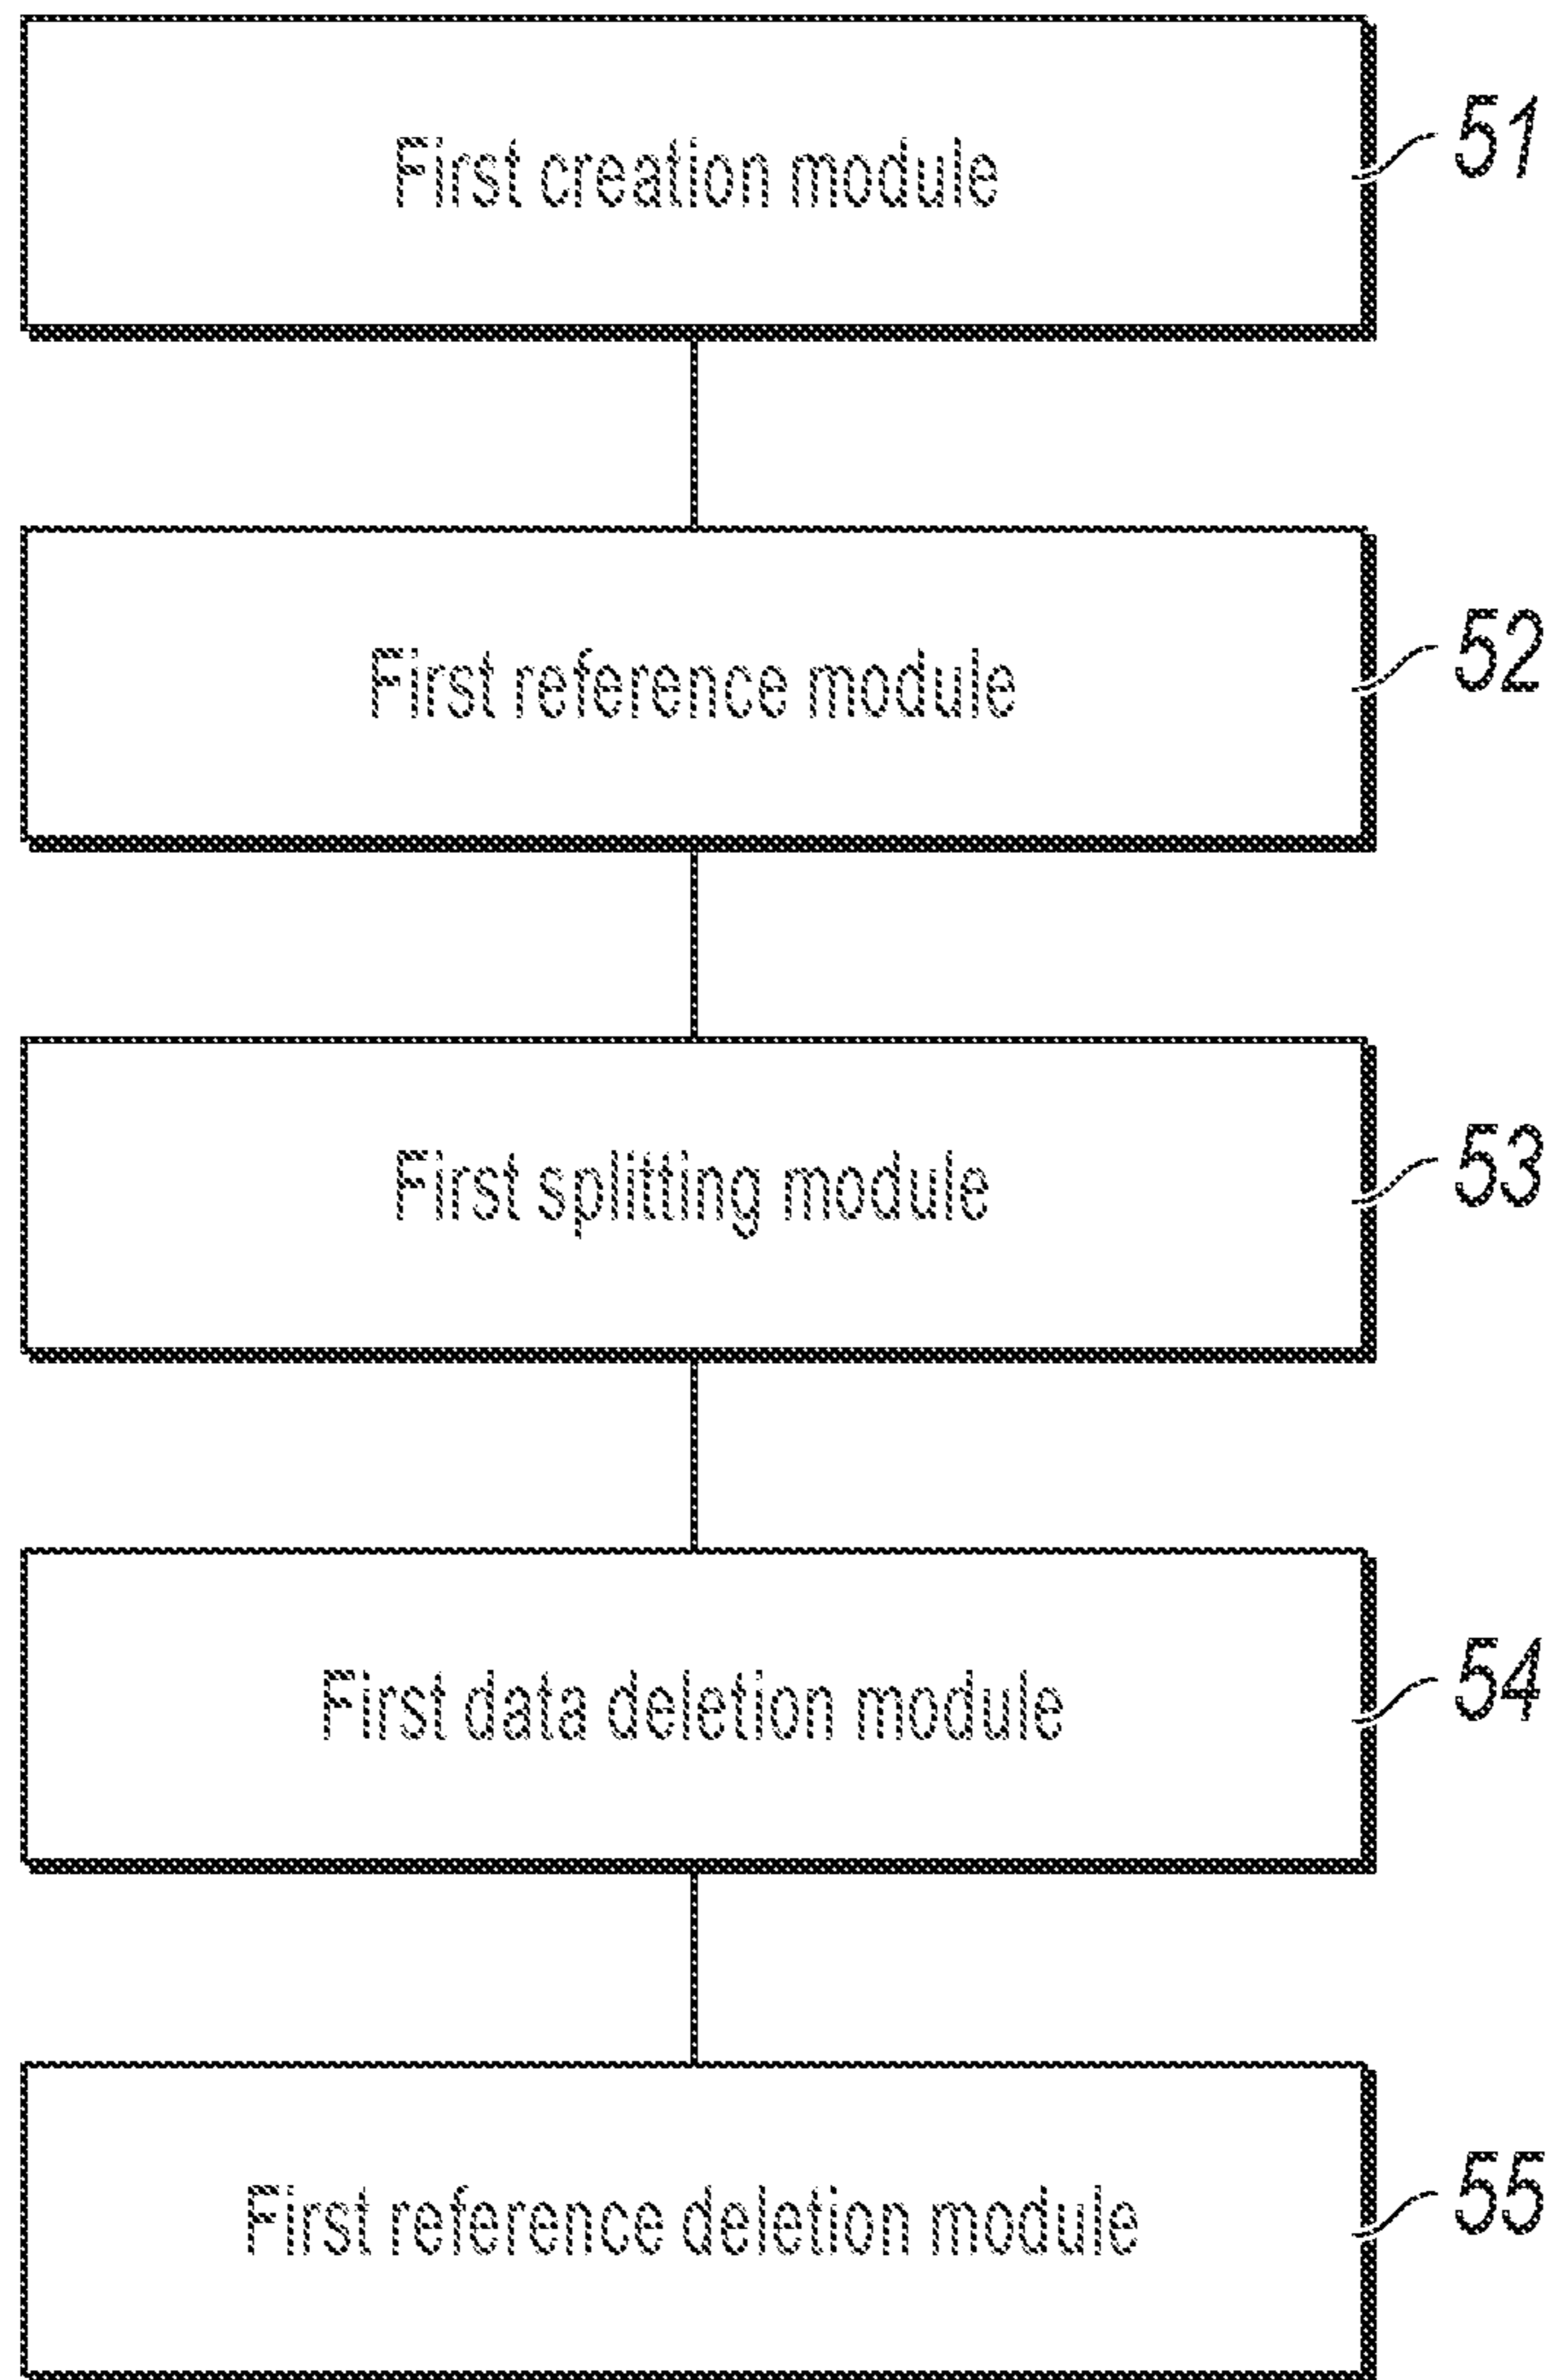 First creation module
51
First reference module
52
First splitting module
53
First data deletion module
54
First reference deletion module
55